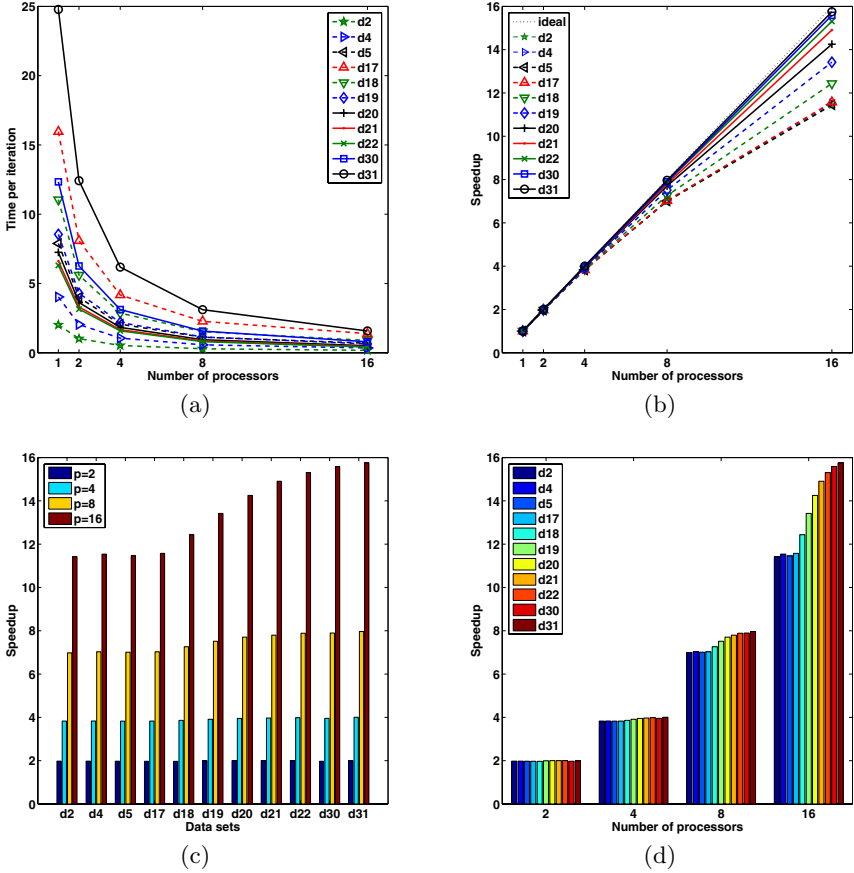 25
20
15
10
5
0
Time per iteration
1 2 4 8 16
Number of processors
d2
d4
d5
d17
d18
d19
d20
d21
d22
d30
d31
(a)
16
14
12
10
8
6
4
2
0
Speedup
1 2 4 8 16
Number of processors
ideal
d2
d4
d5
d17
d18
d19
d20
d21
d22
d30
d31
(b)
16
14
12
10
8
6
4
2
0
Speedup
p=2
p=4
p=8
p=16
d2 d4 d5 d17 d18 d19 d20 d21 d22 d30 d31
Data sets
(c)
16
14
12
10
8
6
4
2
0
Speedup
d2
d4
d5
d17
d18
d19
d20
d21
d22
d30
d31
2 4 8 16
Number of processors
(d)